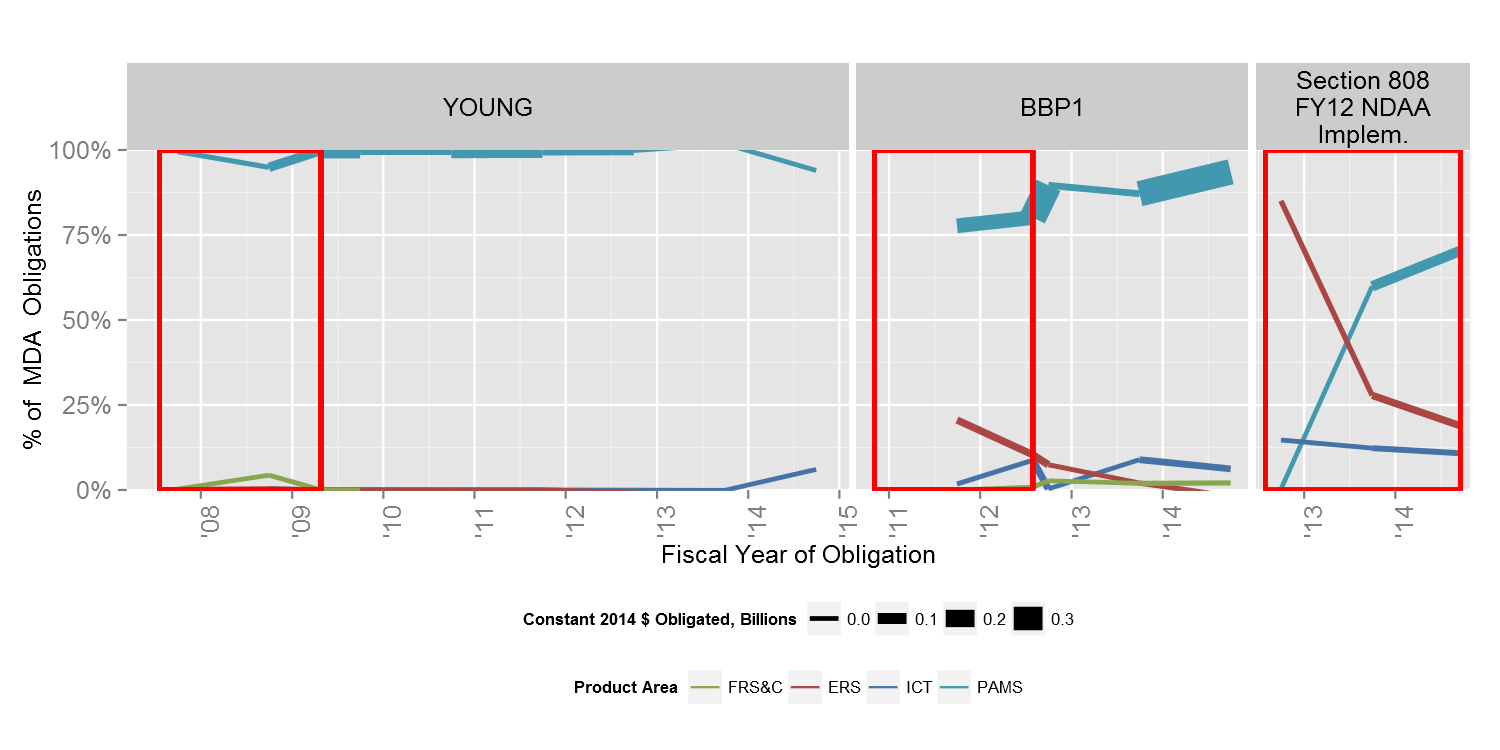 YOUNG
BBP1
Section 808
FY12 NDAA
Implem.
100%
75%
50%
25%
0%
% of  MDA  Obligations
'08
'09
'10
'11
'12
'13
'14
'15
'11
'12
'13
'14
'13
'14
Fiscal Year of Obligation
Constant 2014 $ Obligated, Billions 0.0 0.1 0.2 0.3
Product Area FRS&C ERS ICT PAMS